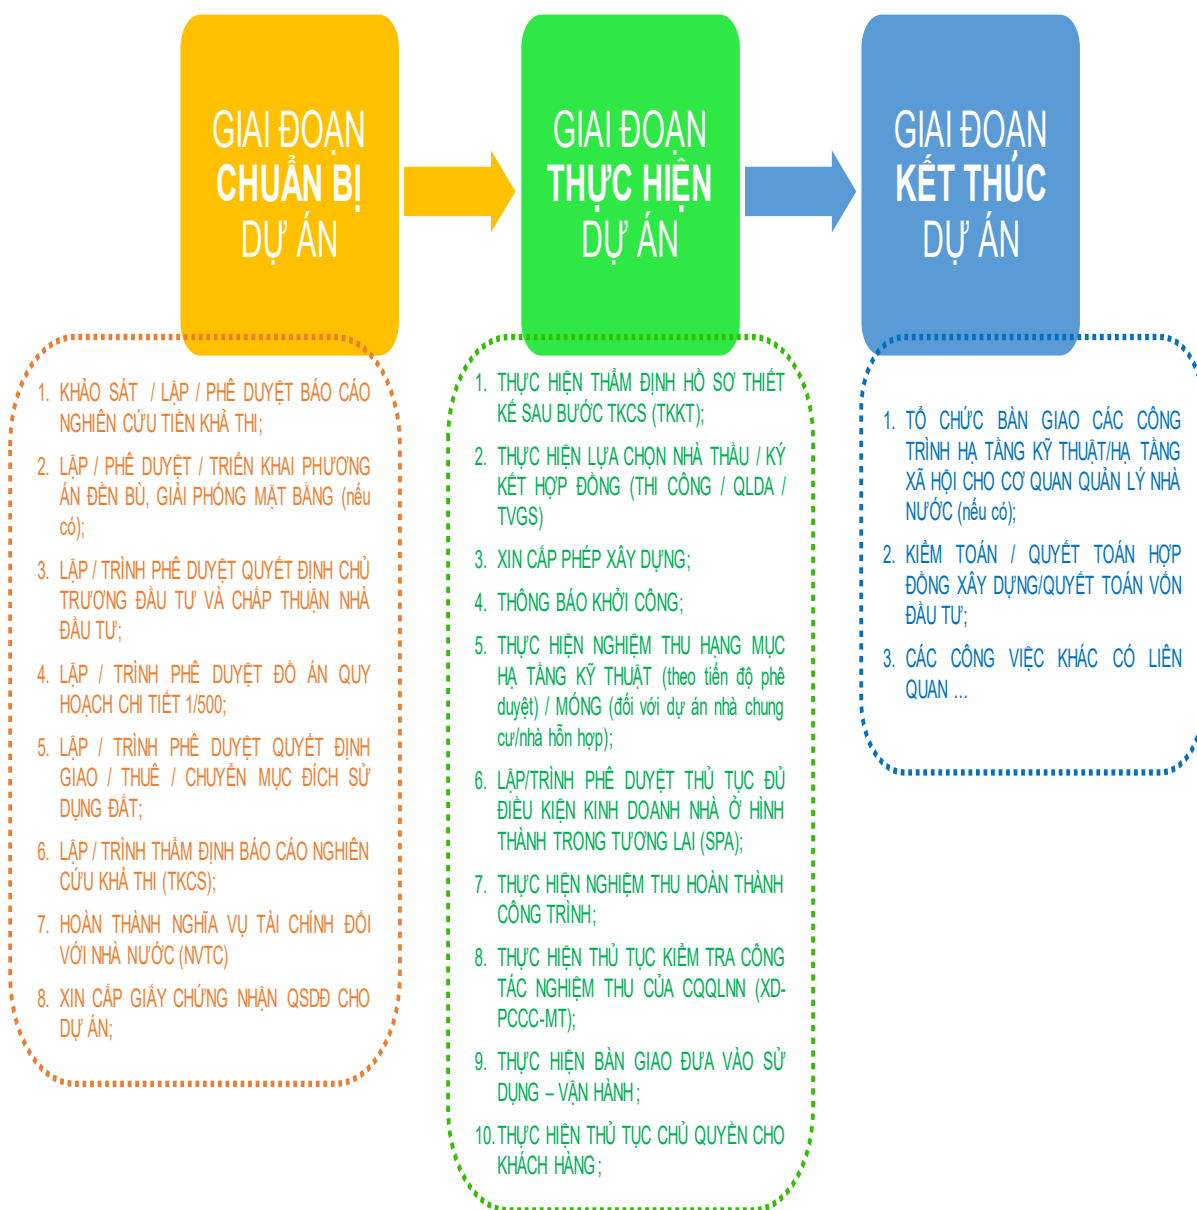 GIAI ĐOẠN
CHUẨN BỊ
DỰ ÁN
GIAI ĐOẠN
THỰC HIỆN
DỰ ÁN
GIAI ĐOẠN
KẾT THÚC
DỰ ÁN
1. KHẢO SÁT / LẬP / PHÊ DUYỆT BÁO CÁO
NGHIÊN CỨU TIỀN KHẢ THI;
2. LẬP / PHÊ DUYỆT / TRIỂN KHAI PHƯƠNG
ÁN ĐỀN BÙ, GIẢI PHÓNG MẶT BẰNG (nếu
có);
3. LẬP / TRÌNH PHÊ DUYỆT QUYẾT ĐỊNH CHỦ
TRƯƠNG ĐẦU TƯ VÀ CHẤP THUẬN NHÀ
ĐẦU TƯ;
4. LẬP / TRÌNH PHÊ DUYỆT ĐỒ ÁN QUY
HOẠCH CHI TIẾT 1/500;
5. LẬP / TRÌNH PHÊ DUYỆT QUYẾT ĐỊNH
GIAO / THUÊ / CHUYỂN MỤC ĐÍCH SỬ
DỤNG ĐẤT;
6. LẬP / TRÌNH THẨM ĐỊNH BÁO CÁO NGHIÊN
CỨU KHẢ THI (TKCS);
7. HOÀN THÀNH NGHĨA VỤ TÀI CHÍNH ĐỐI
VỚI NHÀ NƯỚC (NVTC)
8. XIN CẤP GIẤY CHỨNG NHẬN QSDĐ CHO
DỰ ÁN;
1. THỰC HIỆN THẨM ĐỊNH HỒ SƠ THIẾT
KẾ SAU BƯỚC TKCS (TKKT);
2. THỰC HIỆN LỰA CHỌN NHÀ THẦU / KÝ
KẾT HỢP ĐỒNG (THI CÔNG / QLDA /
TVGS)
3. XIN CẤP PHÉP XÂY DỰNG;
4. THÔNG BÁO KHỞI CÔNG;
5. THỰC HIỆN NGHIỆM THU HẠNG MỤC
HẠ TẦNG KỸ THUẬT (theo tiến độ phê
duyệt) / MÓNG (đối với dự án nhà chung
cư/nhà hỗn hợp);
6. LẬP/TRÌNH PHÊ DUYỆT THỦ TỤC ĐỦ
ĐIỀU KIỆN KINH DOANH NHÀ Ở HÌNH
THÀNH TRONG TƯƠNG LAI (SPA);
7. THỰC HIỆN NGHIỆM THU HOÀN THÀNH
CÔNG TRÌNH;
8. THỰC HIỆN THỦ TỤC KIỂM TRA CÔNG
TÁC NGHIỆM THU CỦA CQQLNN (XD-
PCCC-MT);
9. THỰC HIỆN BÀN GIAO ĐƯA VÀO SỬ
DỤNG – VẬN HÀNH;
10. THỰC HIỆN THỦ TỤC CHỦ QUYỀN CHO
KHÁCH HÀNG;
1. TỔ CHỨC BÀN GIAO CÁC CÔNG
TRÌNH HẠ TẦNG KỸ THUẬT/HẠ TẦNG
XÃ HỘI CHO CƠ QUAN QUẢN LÝ NHÀ
NƯỚC (nếu có);
2. KIỂM TOÁN / QUYẾT TOÁN HỢP
ĐỒNG XÂY DỰNG/QUYẾT TOÁN VỐN
ĐẦU TƯ;
3. CÁC CÔNG VIỆC KHÁC CÓ LIÊN
QUAN ...